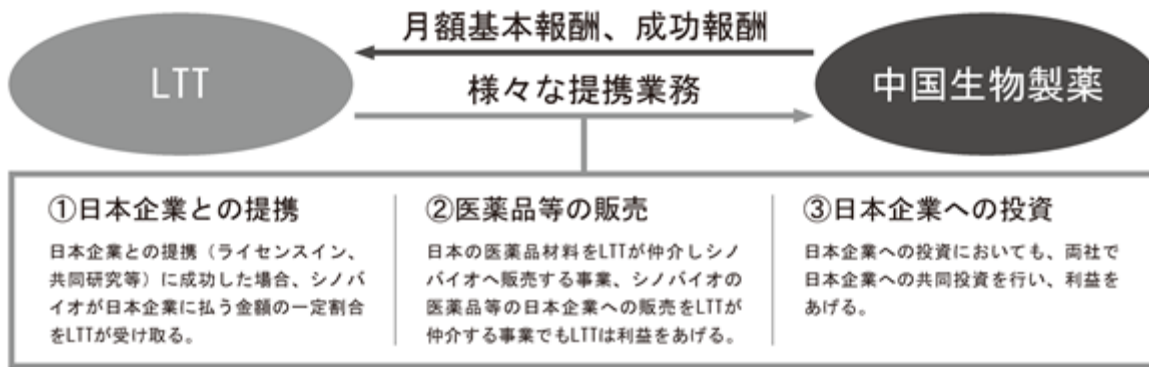 月額基本報酬、成功報酬
LTT
様々な提携業務
中国生物製薬
①日本企業との提携
日本企業との提携（ライセンスイン、
共同研究等）に成功した場合、シノバ
イオが日本企業に払う金額の一定割合
をLTTが受け取る。
②医薬品等の販売
日本の医薬品材料をLTTが仲介しシノ
バイオへ販売する事業、シノバイオの
医薬品等の日本企業への販売をLTTが
仲介する事業でもLTTは利益をあげる。
③日本企業への投資
日本企業への投資においても、両社で
日本企業への共同投資を行い、利益を
あげる。